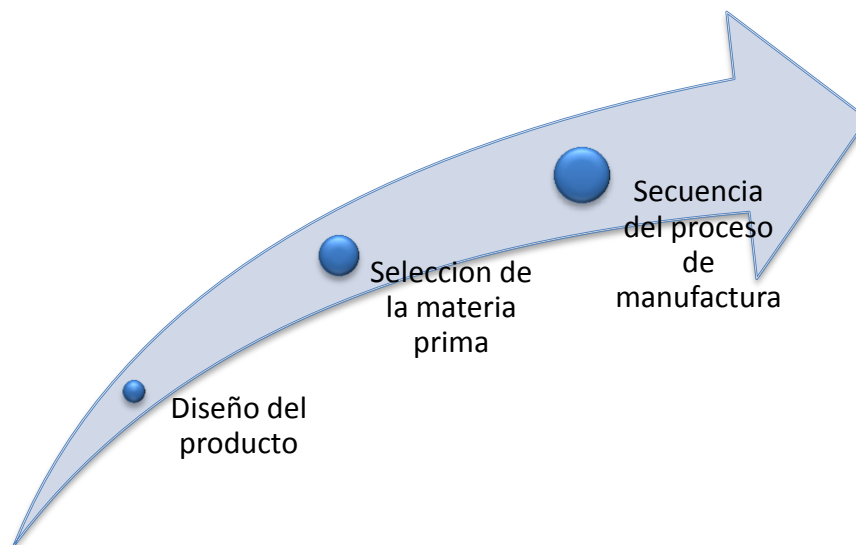 Diseño del
producto
Seleccion de
la materia
prima
Secuencia
del proceso
de
manufactura